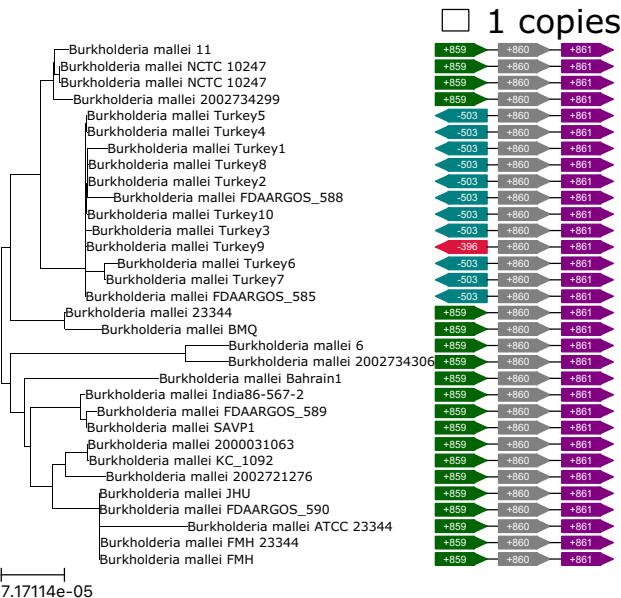 1 copies
Burkholderia mallei 11 +859 +860 +861
Burkholderia mallei NCTC 10247 +859 +860 +861
Burkholderia mallei NCTC 10247 +859 +860 +861
Burkholderia mallei 2002734299 +859 +860 +861
Burkholderia mallei Turkey5 -503 +860 +861
Burkholderia mallei Turkey4 -503 +860 +861
Burkholderia mallei Turkey1 -503 +860 +861
Burkholderia mallei Turkey8 -503 +860 +861
Burkholderia mallei Turkey2 -503 +860 +861
Burkholderia mallei FDAARGOS_588 -503 +860 +861
Burkholderia mallei Turkey10 -503 +860 +861
Burkholderia mallei Turkey3 -503 +860 +861
Burkholderia mallei Turkey9 -396 +860 +861
Burkholderia mallei Turkey6 -503 +860 +861
Burkholderia mallei Turkey7 -503 +860 +861
Burkholderia mallei FDAARGOS_585 -503 +860 +861
Burkholderia mallei 23344 +859 +860 +861
Burkholderia mallei BMQ +859 +860 +861
Burkholderia mallei 6 +859 +860 +861
Burkholderia mallei 2002734306 +859 +860 +861
Burkholderia mallei Bahrain1 +859 +860 +861
Burkholderia mallei India86-567-2 +859 +860 +861
Burkholderia mallei FDAARGOS_589 +859 +860 +861
Burkholderia mallei SAVP1 +859 +860 +861
Burkholderia mallei 2000031063 +859 +860 +861
Burkholderia mallei KC_1092 +859 +860 +861
Burkholderia mallei 2002721276 +859 +860 +861
Burkholderia mallei JHU +859 +860 +861
Burkholderia mallei FDAARGOS_590 +859 +860 +861
Burkholderia mallei ATCC 23344 +859 +860 +861
Burkholderia mallei FMH 23344 +859 +860 +861
Burkholderia mallei FMH +859 +860 +861
7.17114e-05